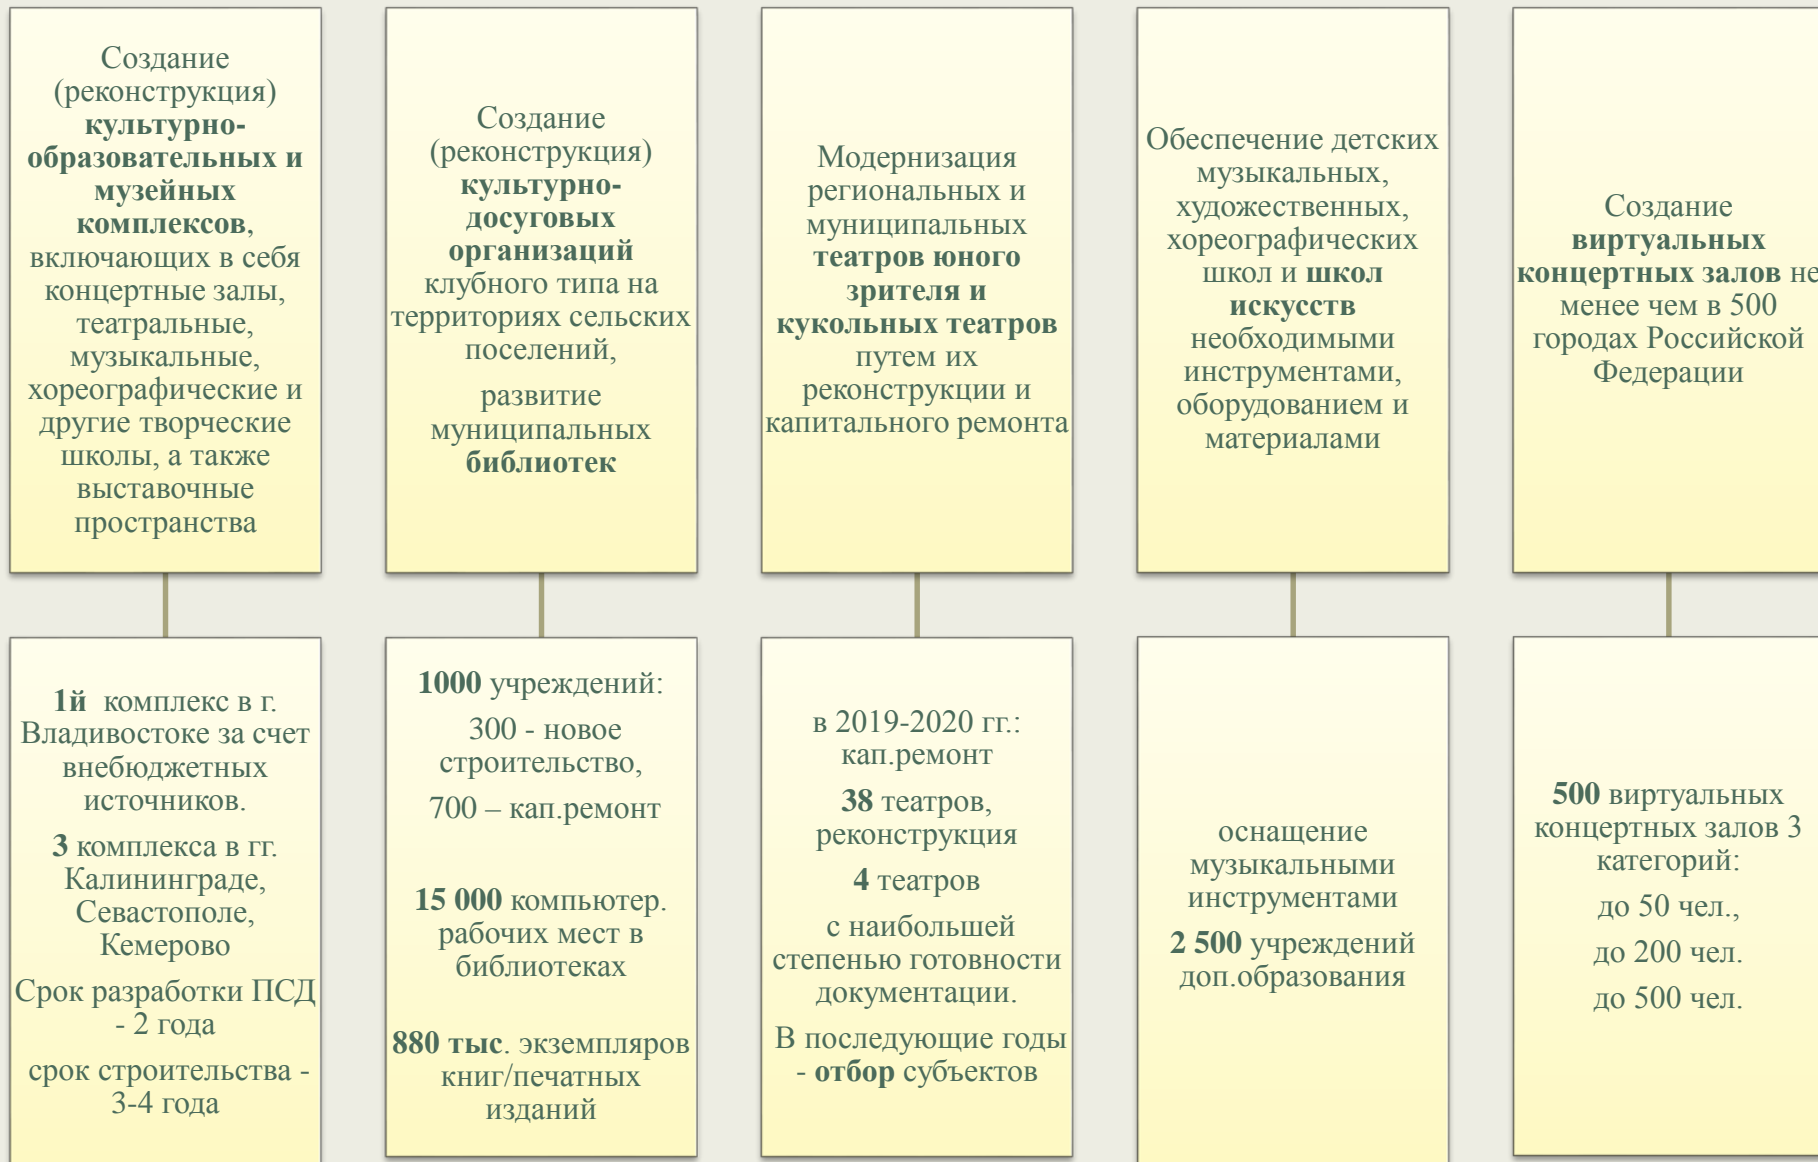 Создание
(реконструкция)
культурно-
образовательных и
музейных
комплексов,
включающих в себя
концертные залы,
театральные,
музыкальные,
хореографические и
другие творческие
школы, а также
выставочные
пространства
1й комплекс в г.
Владивостоке за счет
внебюджетных
источников.
3 комплекса в гг.
Калининграде,
Севастополе,
Кемерово
Срок разработки ПСД
- 2 года
срок строительства -
3-4 года
Создание
(реконструкция)
культурно-
досуговых
организаций
клубного типа на
территориях сельских
поселений,
развитие
муниципальных
библиотек
1000 учреждений:
300 - новое
строительство,
700 – кап.ремонт
15 000 компьютер.
рабочих мест в
библиотеках
880 тыс. экземпляров
книг/печатных
изданий
Модернизация
региональных и
муниципальных
театров юного
зрителя и
кукольных театров
путем их
реконструкции и
капитального ремонта
в 2019-2020 гг.:
кап.ремонт
38 театров,
реконструкция
4 театров
с наибольшей
степенью готовности
документации.
В последующие годы
- отбор субъектов
Обеспечение детских
музыкальных,
художественных,
хореографических
школ и школ
искусств
необходимыми
инструментами,
оборудованием и
материалами
оснащение
музыкальными
инструментами
2 500 учреждений
доп.образования
Создание
виртуальных
концертных залов не
менее чем в 500
городах Российской
Федерации
500 виртуальных
концертных залов 3
категорий:
до 50 чел.,
до 200 чел.
до 500 чел.